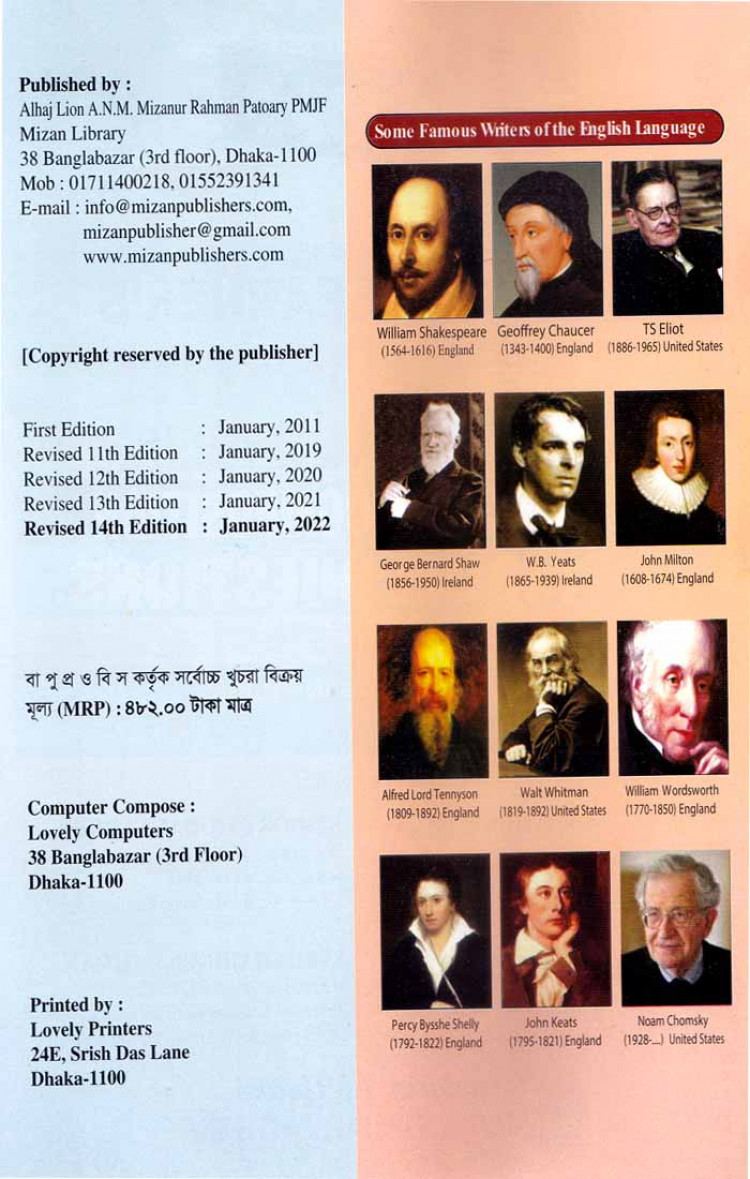 Published by :
Alhaj Lion A.N.M. Mizanur Rahman Patoary PMJF
Mizan Library
38 Banglabazar (3rd floor), Dhaka-1100
Mob : 01711400218, 01552391341
E-mail : info@mizanpublishers.com,
mizanpublisher@gmail.com
www.mizanpublishers.com
[Copyright reserved by the publisher]
First Edition : January, 2011
Revised 11th Edition : January, 2019
Revised 12th Edition : January, 2020
Revised 13th Edition : January, 2021
Revised 14th Edition : January, 2022
বা পু প্র ও বি স কর্তৃক সর্বোচ্চ খুচরা বিক্রয়
মূল্য (MRP) : ৪৮২.০০ টাকা মাত্র
Computer Compose :
Lovely Computers
38 Banglabazar (3rd Floor)
Dhaka-1100
Printed by :
Lovely Printers
24E, Srish Das Lane
Dhaka-1100
Some Famous Writers of the English Language
William Shakespeare Geoffrey Chaucer TS Eliot
(1564-1616) England (1343-1400) England (1886-1965) United States
George Bernard Shaw W.B. Yeats John Milton
(1856-1950) Ireland (1865-1939) Ireland (1608-1674) England
Alfred Lord Tennyson Walt Whitman William Wordsworth
(1809-1892) England (1819-1892) United States (1770-1850) England
Percy Bysshe Shelly John Keats Noam Chomsky
(1792-1822) England (1795-1821) England (1928-...) United States